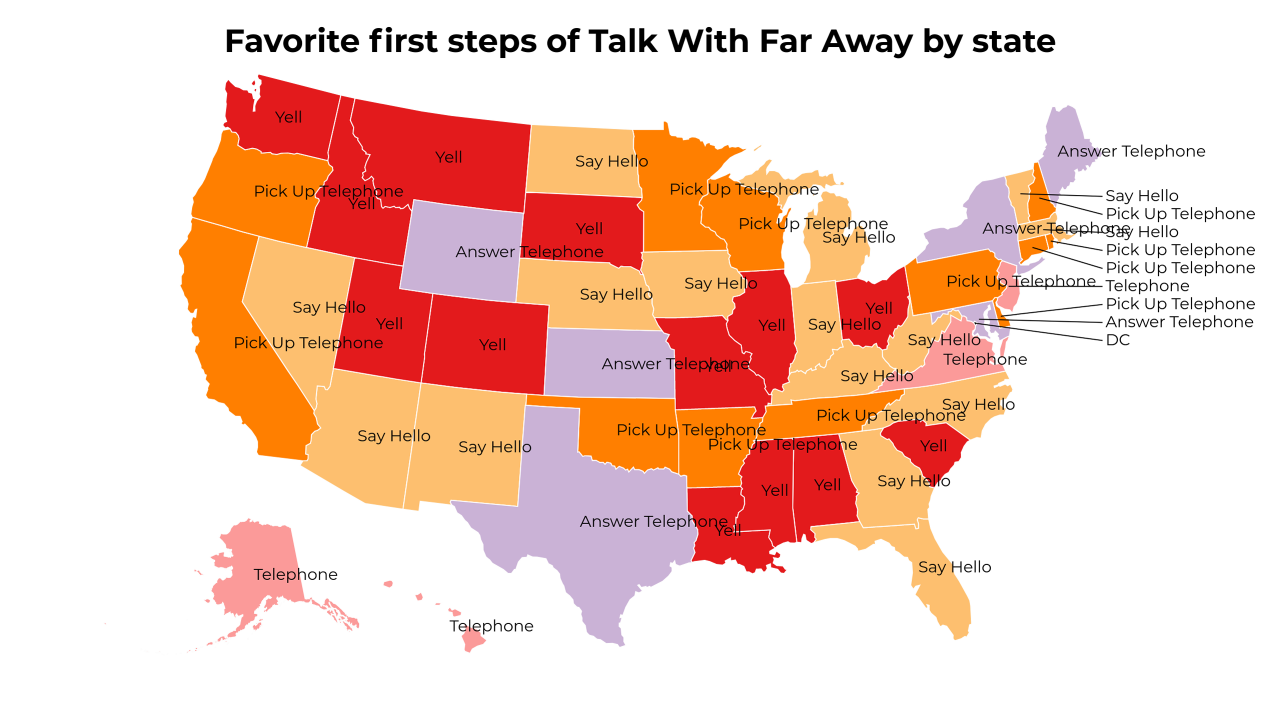 Favorite first steps of Talk With Far Away by state
Yell
Answer Telephone
Yell
Say Hello
Pick Up Telephone
Pick Up Telephone
Yell
Say Hello
Pick Up Telephone
Pick Up Telephone
Yell
Answer Telephone
Say Hello
Say Hello
Answer Telephone
Pick Up Telephone
Pick Up Telephone
Telephone
Pick Up Telephone
Answer Telephone
DC
Say Hello
Answer Telephone
Say Hello
Say Hello
Pick Up Telephone
Say Hello
Yell
Yell
Yell
Say Hello
Say Hello
Pick Up Telephone
Yell
Answer Telephone
Yell
Telephone
Say Hello
Say Hello
Pick Up Telephone
Pick Up Telephone
Pick Up Telephone
Say Hello
Say Hello
Yell
Say Hello
Yell
Yell
Answer Telephone
Yell
Say Hello
Telephone
Telephone